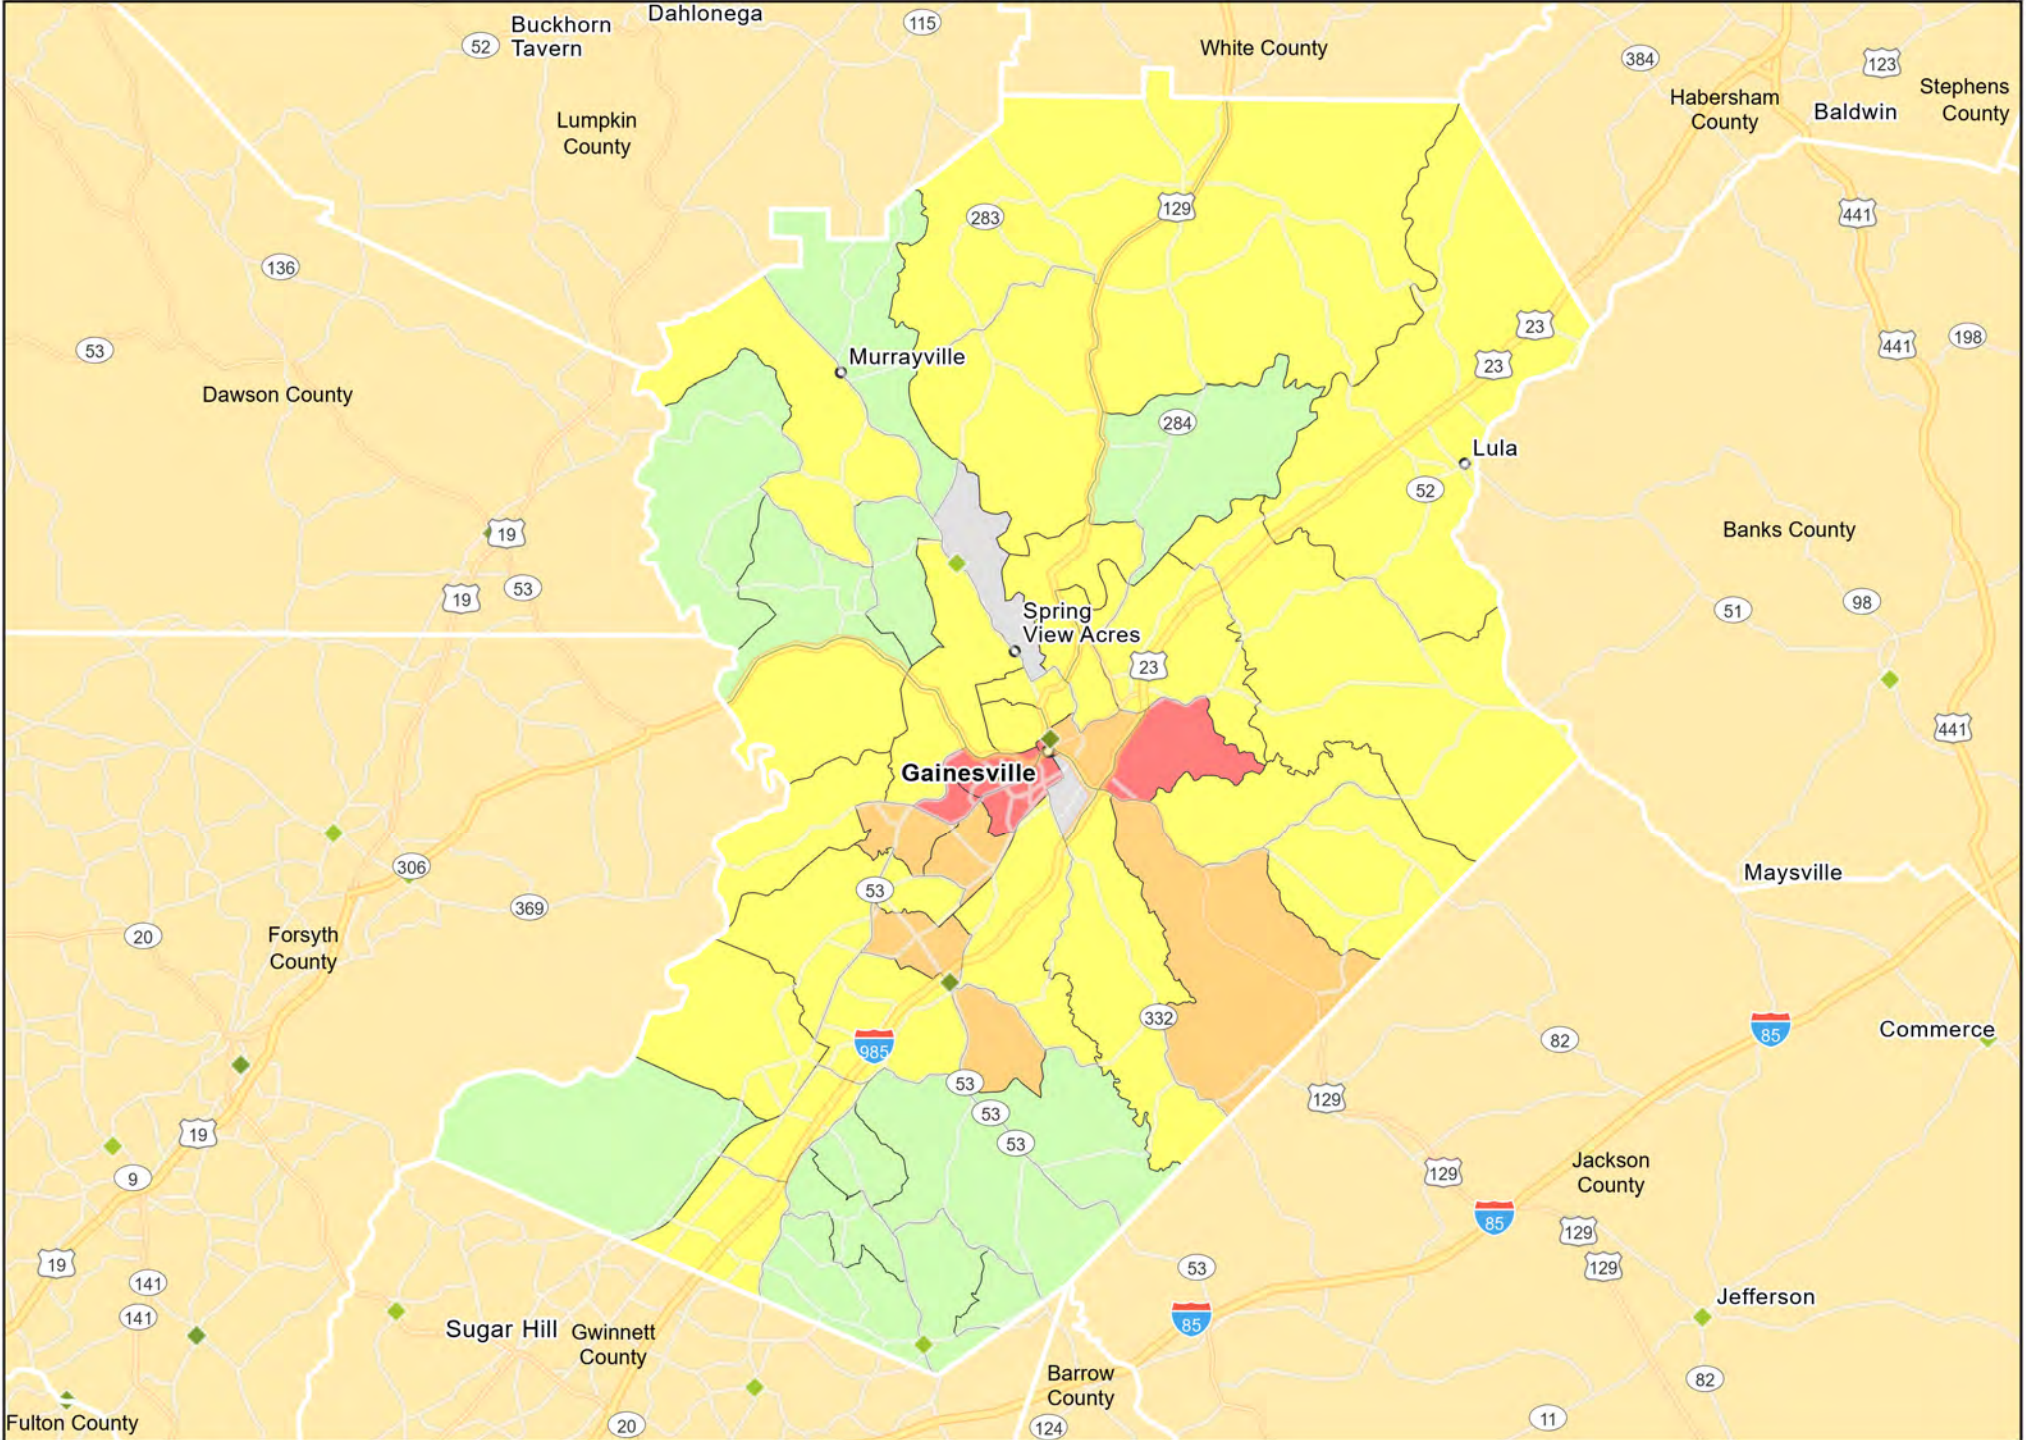 Dahlonega
115
Buckhorn
Tavern
52
White County
384
123
Stephens
County
Habersham
County
Baldwin
Lumpkin
County
283
129
441
136
53
Dawson County
Murrayville
23
23
441
198
284
Lula
52
19
53
19
Banks County
51
98
Spring
View Acres
23
441
Gainesville
306
369
53
Maysville
20
Forsyth
County
332
985
82
85
Commerce
53
53
53
129
19
9
129
Jackson
County
85
129
129
19
141
141
53
85
Jefferson
Sugar Hill
Gwinnett
County
Barrow
County
82
Fulton County
20
124
11